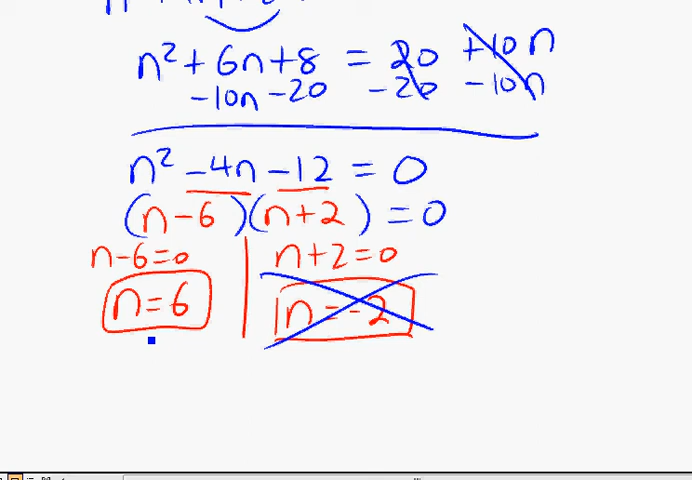 n² + 6n + 8 = 20 + 10n
-10n - 20 - 20 - 10n
n² - 4n - 12 = 0
(n - 6)(n + 2) = 0
n - 6 = 0 n + 2 = 0
n = 6 n = -2